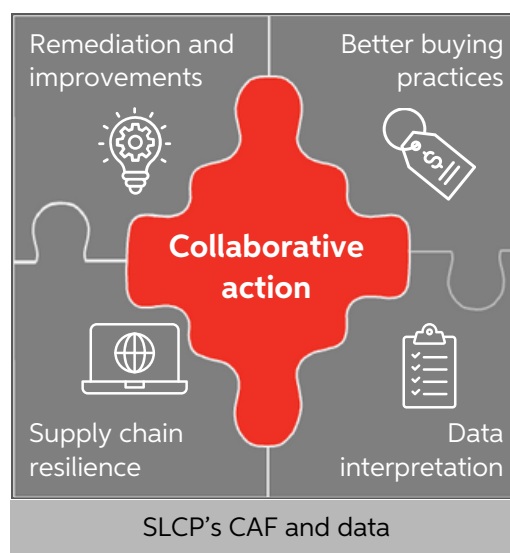 Remediation and
improvements
Better buying
practices
Collaborative
action
Supply chain
resilience
Data
interpretation
SLCP's CAF and data